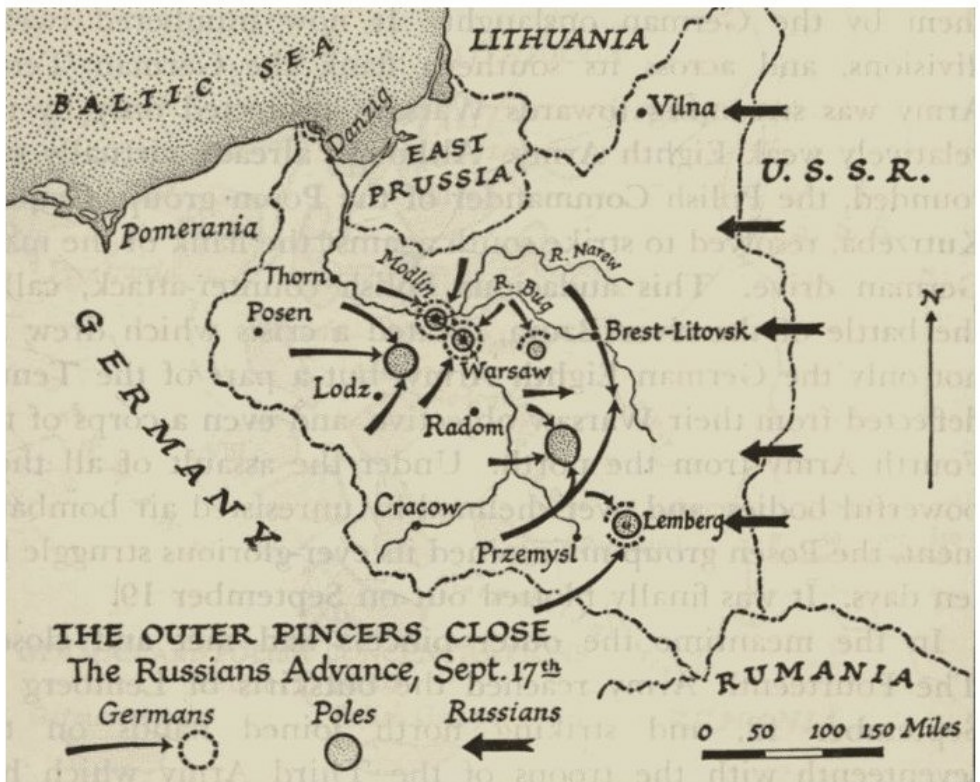 LITHUANIA
BALTIC SEA
Danzig
Vilna
EAST
PRUSSIA
U.S.S.R.
Pomerania
R. Narew
Modlin
Thorn
R. Bug
N
Posen
GERMANY
Brest-Litovsk
Warsaw
Lodz
Radom
Cracow
Lemberg
Przemysl
THE OUTER PINCERS CLOSE
The Russians Advance, Sept. 17th
RUMANIA
Germans Poles Russians
0 50 100 150 Miles